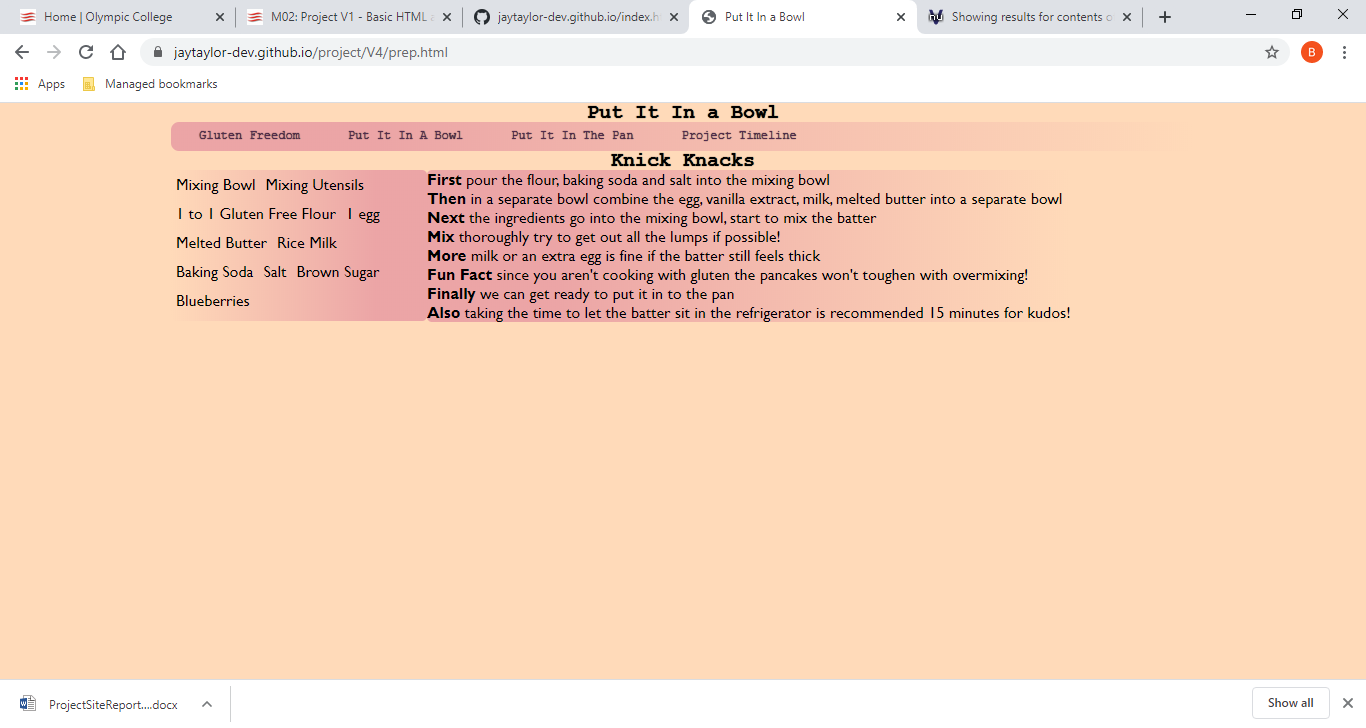 Home | Olympic College
M02: Project V1 - Basic HTML
jaytaylor-dev.github.io/index.h
Put It In a Bowl
Showing results for contents o
jaytaylor-dev.github.io/project/V4/prep.html
B
Apps
Managed bookmarks
Put It In a Bowl
Gluten Freedom Put It In A Bowl Put It In The Pan Project Timeline
Knick Knacks
Mixing Bowl Mixing Utensils
1 to 1 Gluten Free Flour 1 egg
Melted Butter Rice Milk
Baking Soda Salt Brown Sugar
Blueberries
First pour the flour, baking soda and salt into the mixing bowl
Then in a separate bowl combine the egg, vanilla extract, milk, melted butter into a separate bowl
Next the ingredients go into the mixing bowl, start to mix the batter
Mix thoroughly try to get out all the lumps if possible!
More milk or an extra egg is fine if the batter still feels thick
Fun Fact since you aren't cooking with gluten the pancakes won't toughen with overmixing!
Finally we can get ready to put it in to the pan
Also taking the time to let the batter sit in the refrigerator is recommended 15 minutes for kudos!
ProjectSiteReport....docx
Show all